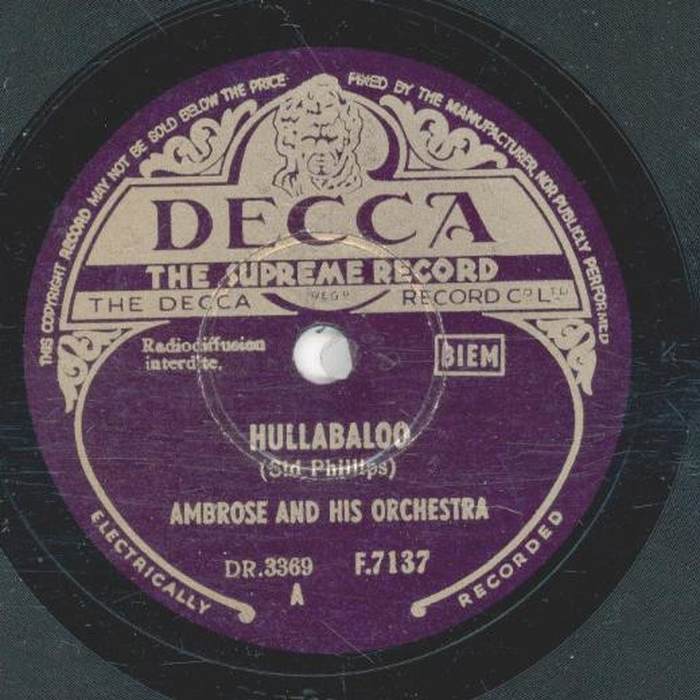 THIS COPYRIGHT RECORD MAY NOT BE SOLD BELOW THE PRICE FIXED BY THE MANUFACTURER, NOR PUBLICLY PERFORMED
DECCA
THE SUPREME RECORD
REGD
THE DECCA RECORD CO LTD
Radiodiffusion
interdite.
BIEM
HULLABALOO
(Sid Phillips)
AMBROSE AND HIS ORCHESTRA
DR.3369 F.7137
A
ELECTRICALLY RECORDED